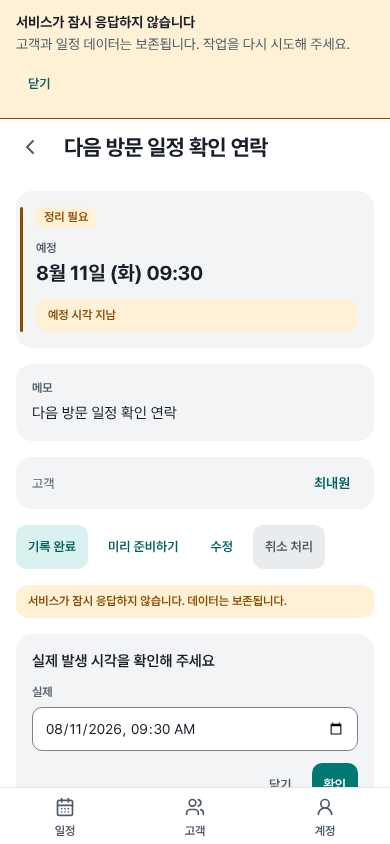 서비스가 잠시 응답하지 않습니다
고객과 일정 데이터는 보존됩니다. 작업을 다시 시도해 주세요.
닫기
다음 방문 일정 확인 연락
정리 필요
예정
8월 11일 (화) 09:30
예정 시각 지남
메모
다음 방문 일정 확인 연락
고객 최내원
기록 완료 미리 준비하기 수정 취소 처리
서비스가 잠시 응답하지 않습니다. 데이터는 보존됩니다.
실제 발생 시각을 확인해 주세요
실제
08/11/2026, 09:30 AM
닫기 확인
일정 고객 계정